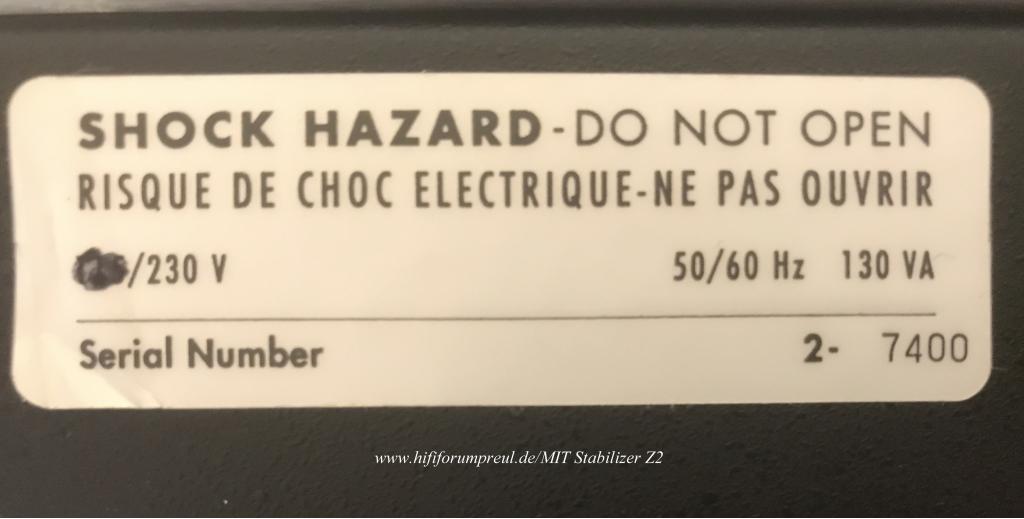 SHOCK HAZARD-DO NOT OPEN
RISQUE DE CHOC ELECTRIQUE-NE PAS OUVRIR
/230 V 50/60 Hz 130 VA
Serial Number 2- 7400
www.hififorumpreul.de/MIT Stabilizer Z2